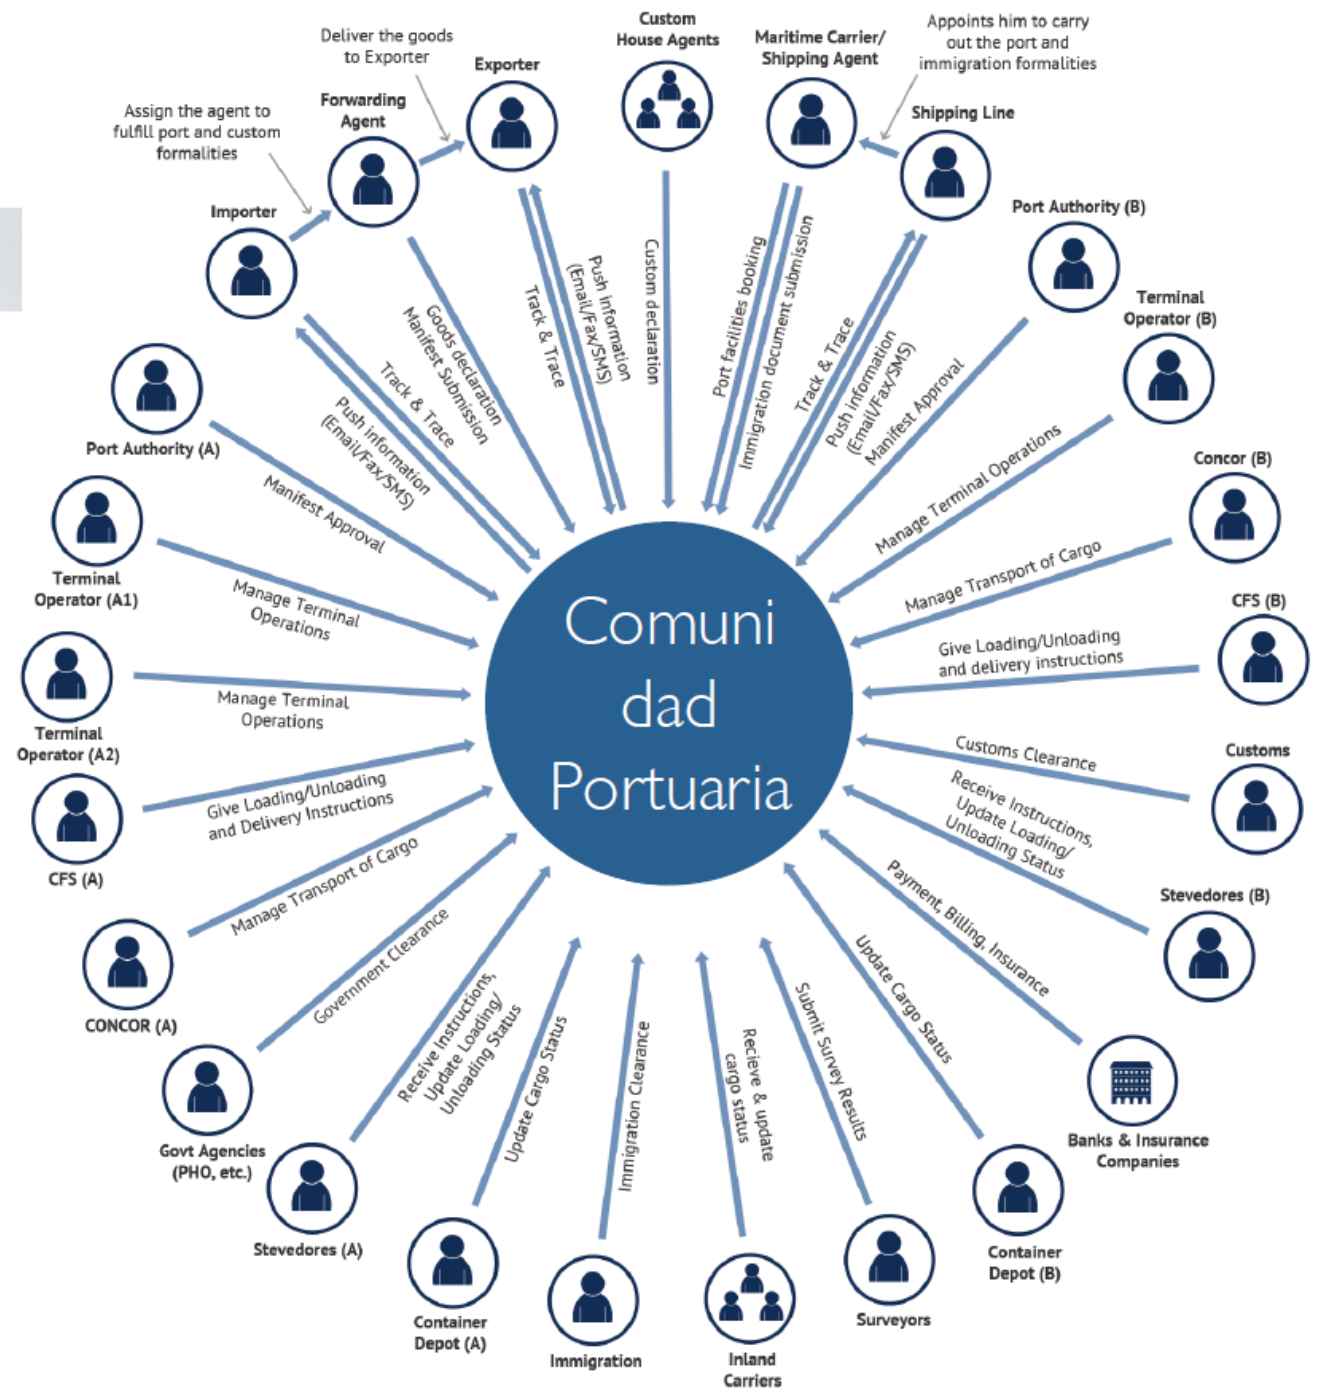 Custom
House Agents
Maritime Carrier/
Shipping Agent
Appoints him to carry
out the port and
immigration formalities
Shipping Line
Port Authority (B)
Terminal
Operator (B)
Concor (B)
CFS (B)
Customs
Stevedores (B)
Banks & Insurance
Companies
Container
Depot (B)
Surveyors
Inland
Carriers
Immigration
Container
Depot (A)
Stevedores (A)
Govt Agencies
(PHO, etc.)
CONCOR (A)
CFS (A)
Terminal
Operator (A2)
Terminal
Operator (A1)
Port Authority (A)
Importer
Assign the agent to
fulfill port and custom
formalities
Forwarding
Agent
Deliver the goods
to Exporter
Exporter
Custom declaration
Port facilities booking
Immigration document submission
Track & Trace
Push information
(Email/Fax/SMS)
Manifest Approval
Manage Terminal Operations
Manage Transport of Cargo
Give Loading/Unloading
and delivery instructions
Customs Clearance
Receive Instructions,
Update Loading/
Unloading Status
Payment, Billing, Insurance
Update Cargo Status
Submit Survey Results
Recieve & update
cargo status
Immigration Clearance
Update Cargo Status
Receive Instructions,
Update Loading/
Unloading Status
Government Clearance
Manage Transport of Cargo
Give Loading/Unloading
and Delivery Instructions
Manage Terminal
Operations
Manage Terminal
Operations
Manifest Approval
Push information
(Email/Fax/SMS)
Track & Trace
Goods declaration
Manifest Submission
Track & Trace
Push information
(Email/Fax/SMS)
Comuni
dad
Portuaria